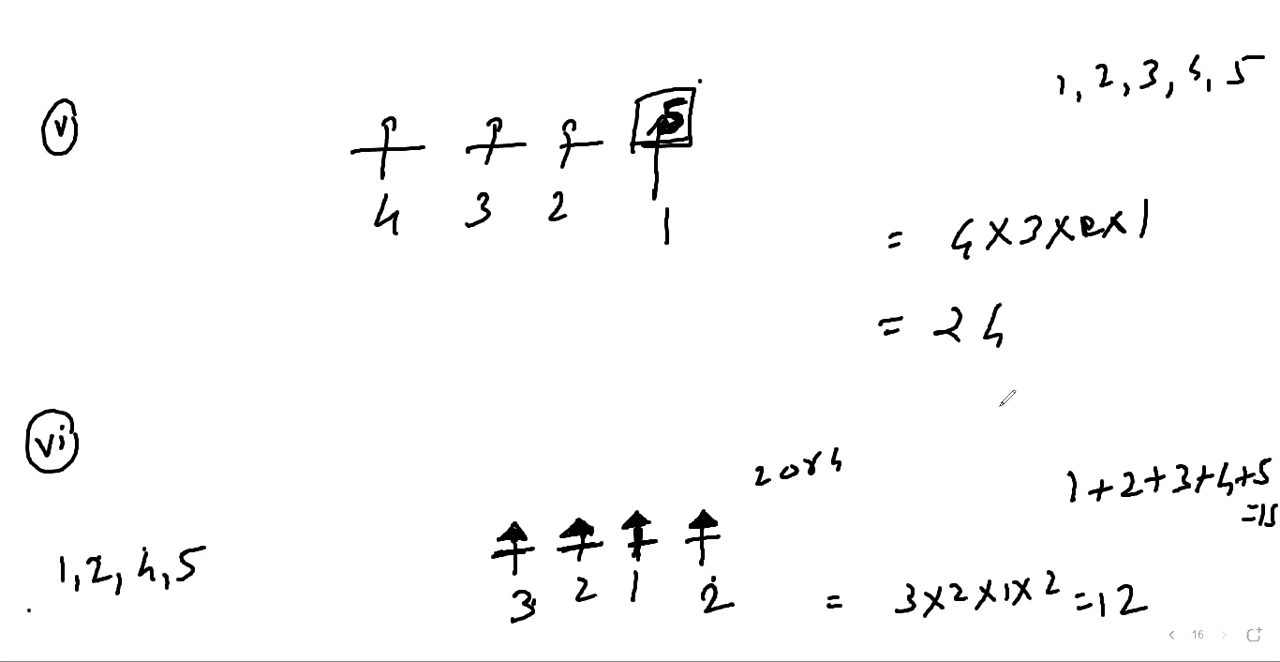 1, 2, 3, 4, 5
v
5
4 3 2 1
= 4 x 3 x 2 x 1
= 24
vi
2 or 4
1 + 2 + 3 + 4 + 5
= 15
1, 2, 4, 5
3 2 1 2
= 3 x 2 x 1 x 2 = 12
16